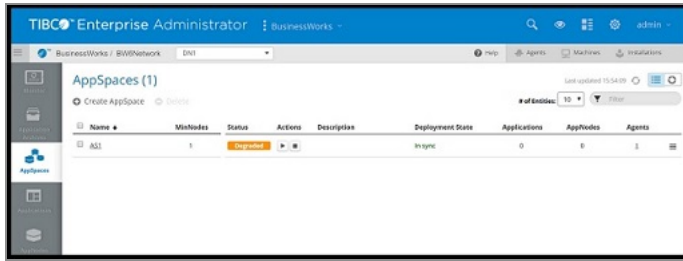 TIBCO Enterprise Administrator BusinessWorks admin
BusinessWorks / BW6Network DN1 Help Agents Machines Installations
AppSpaces (1)
Last updated 15:54:09
Create AppSpace Delete
# of Entities: 10 Filter
Name MinNodes Status Actions Description Deployment State Applications AppNodes Agents
AS1 1 Degraded In sync 0 0 1
AppSpaces
Applications
AppNodes